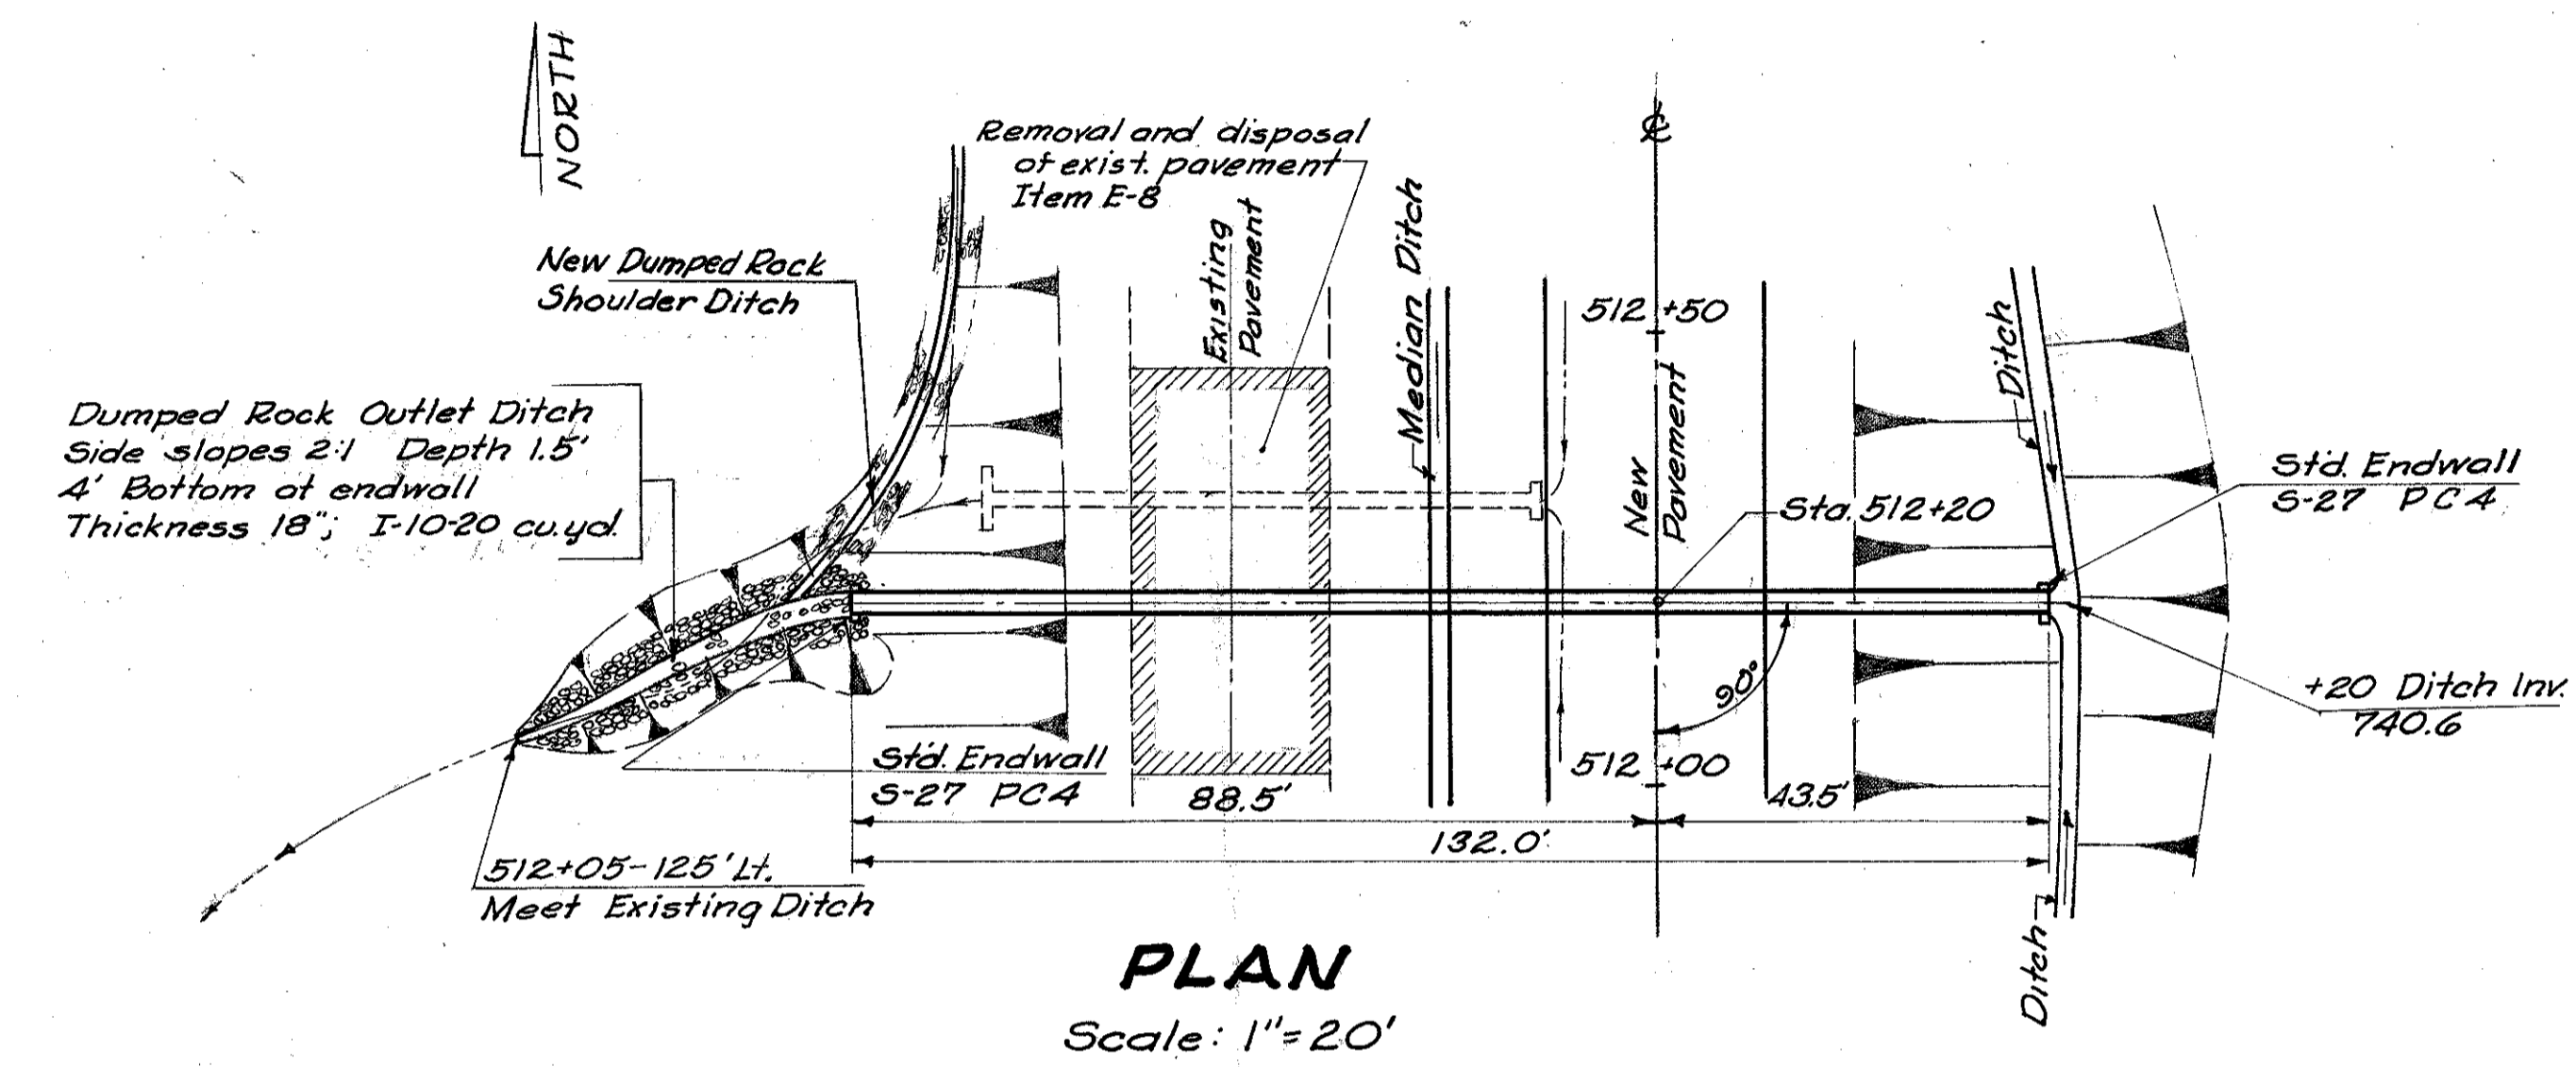 NORTH
Removal and disposal
of exist. pavement
Item E-8
New Dumped Rock
Shoulder Ditch
Existing
Pavement
Median Ditch
℄
512 +50
Ditch
Dumped Rock Outlet Ditch
Side slopes 2:1 Depth 1.5'
4' Bottom at endwall
Thickness 18"; I-10-20 cu.yd.
New
Pavement
Sta. 512+20
Std. Endwall
S-27 PC4
90°
+20 Ditch Inv.
740.6
Std. Endwall
S-27 PC4
512 +00
88.5'
43.5'
132.0'
512+05-125' Lt.
Meet Existing Ditch
Ditch
PLAN
Scale: 1"=20'